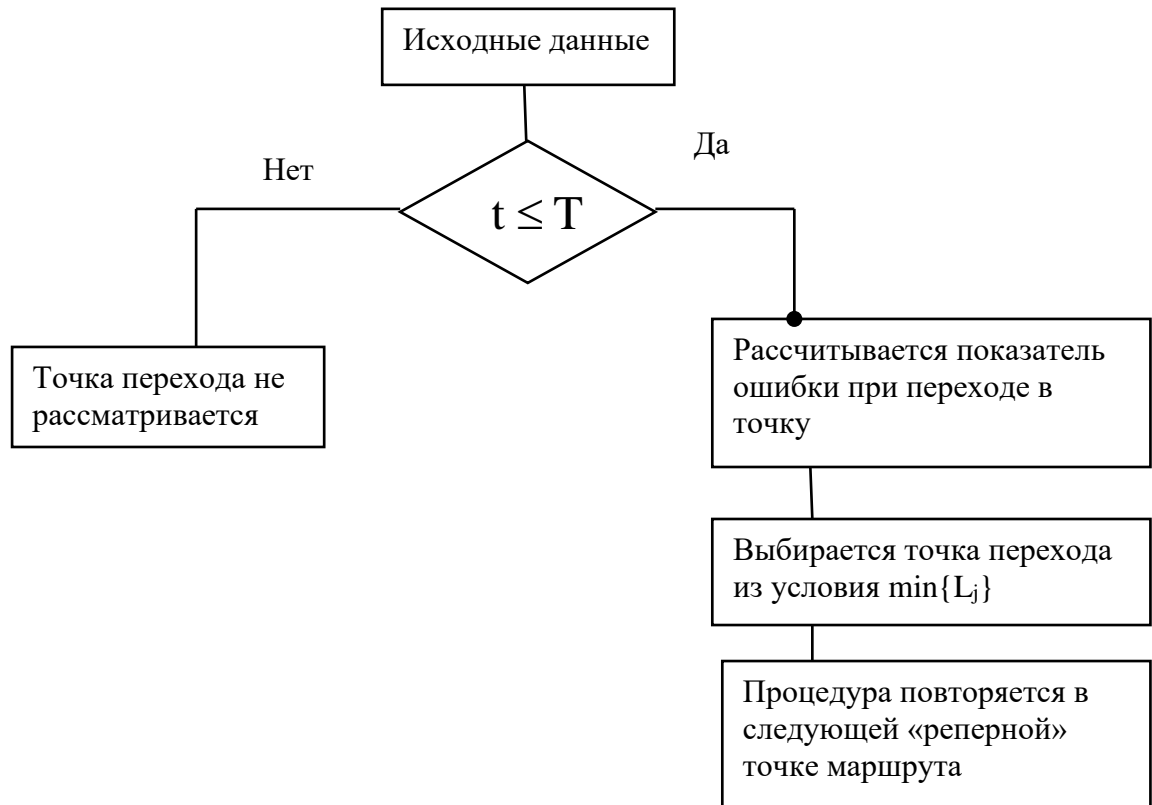 Исходные данные
Да
Нет
t ≤ T
Рассчитывается показатель
ошибки при переходе в
точку
Точка перехода не
рассматривается
Выбирается точка перехода
из условия min{Lj}
Процедура повторяется в
следующей «реперной»
точке маршрута